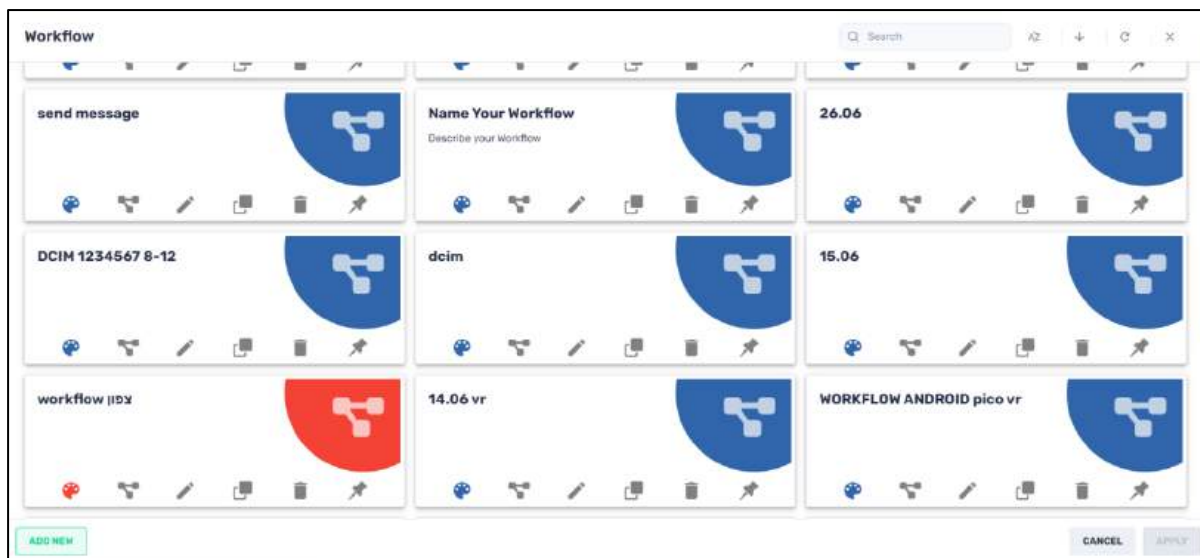 Workflow
Search
send message
Name Your Workflow
Describe your Workflow
26.06
DCIM 1234567 8-12
dcim
15.06
workflow צפון
14.06 vr
WORKFLOW ANDROID pico vr
ADD NEW
CANCEL
APPLY